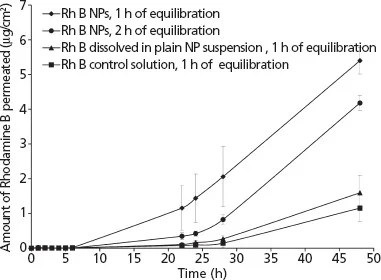 7
6
5
4
3
2
1
0
Amount of Rhodamine B permeated (µg/cm²)
Rh B NPs, 1 h of equilibration
Rh B NPs, 2 h of equilibration
Rh B dissolved in plain NP suspension , 1 h of equilibration
Rh B control solution, 1 h of equilibration
0 5 10 15 20 25 30 35 40 45 50
Time (h)